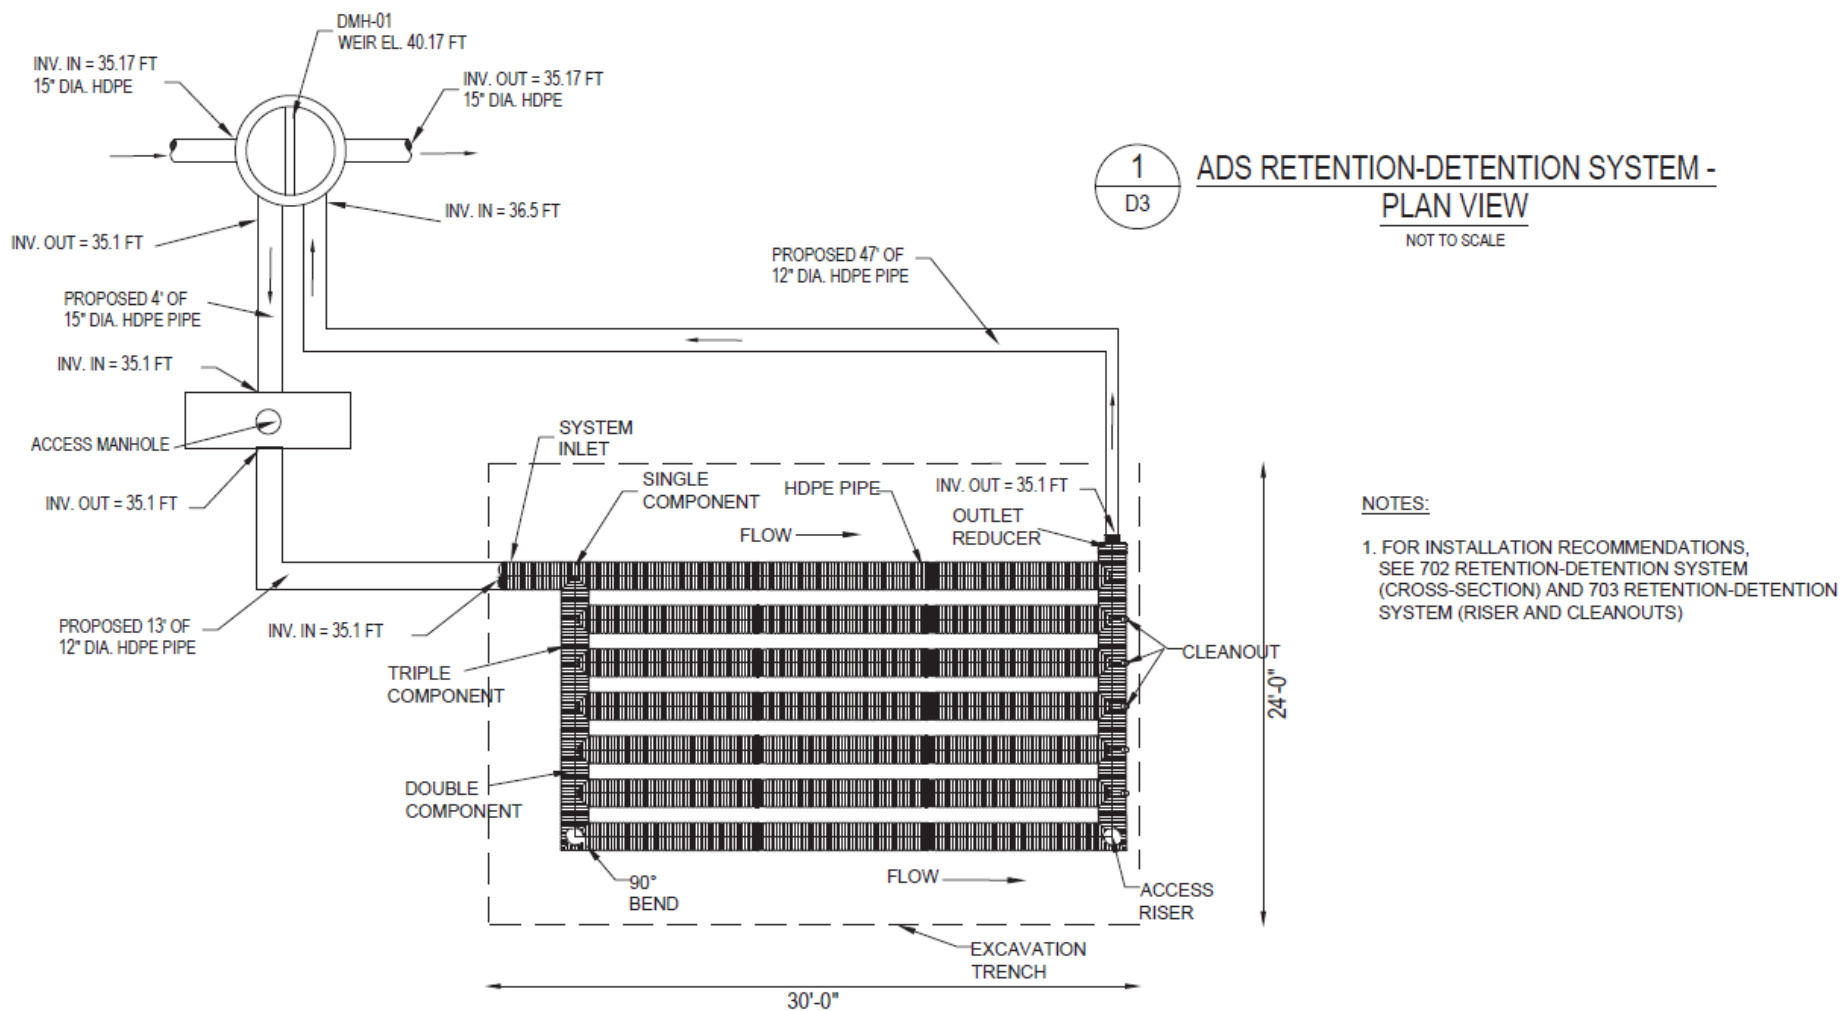 DMH-01
WEIR EL. 40.17 FT
INV. IN = 35.17 FT
15" DIA. HDPE
INV. OUT = 35.17 FT
15" DIA. HDPE
1
D3
ADS RETENTION-DETENTION SYSTEM -
PLAN VIEW
NOT TO SCALE
INV. IN = 36.5 FT
INV. OUT = 35.1 FT
PROPOSED 47' OF
12" DIA. HDPE PIPE
PROPOSED 4' OF
15" DIA. HDPE PIPE
INV. IN = 35.1 FT
ACCESS MANHOLE
SYSTEM
INLET
SINGLE
COMPONENT
HDPE PIPE
INV. OUT = 35.1 FT
OUTLET
REDUCER
FLOW
INV. OUT = 35.1 FT
NOTES:
1. FOR INSTALLATION RECOMMENDATIONS,
SEE 702 RETENTION-DETENTION SYSTEM
(CROSS-SECTION) AND 703 RETENTION-DETENTION
SYSTEM (RISER AND CLEANOUTS)
PROPOSED 13' OF
12" DIA. HDPE PIPE
INV. IN = 35.1 FT
TRIPLE
COMPONENT
CLEANOUT
24'-0"
DOUBLE
COMPONENT
90°
BEND
FLOW
ACCESS
RISER
EXCAVATION
TRENCH
30'-0"